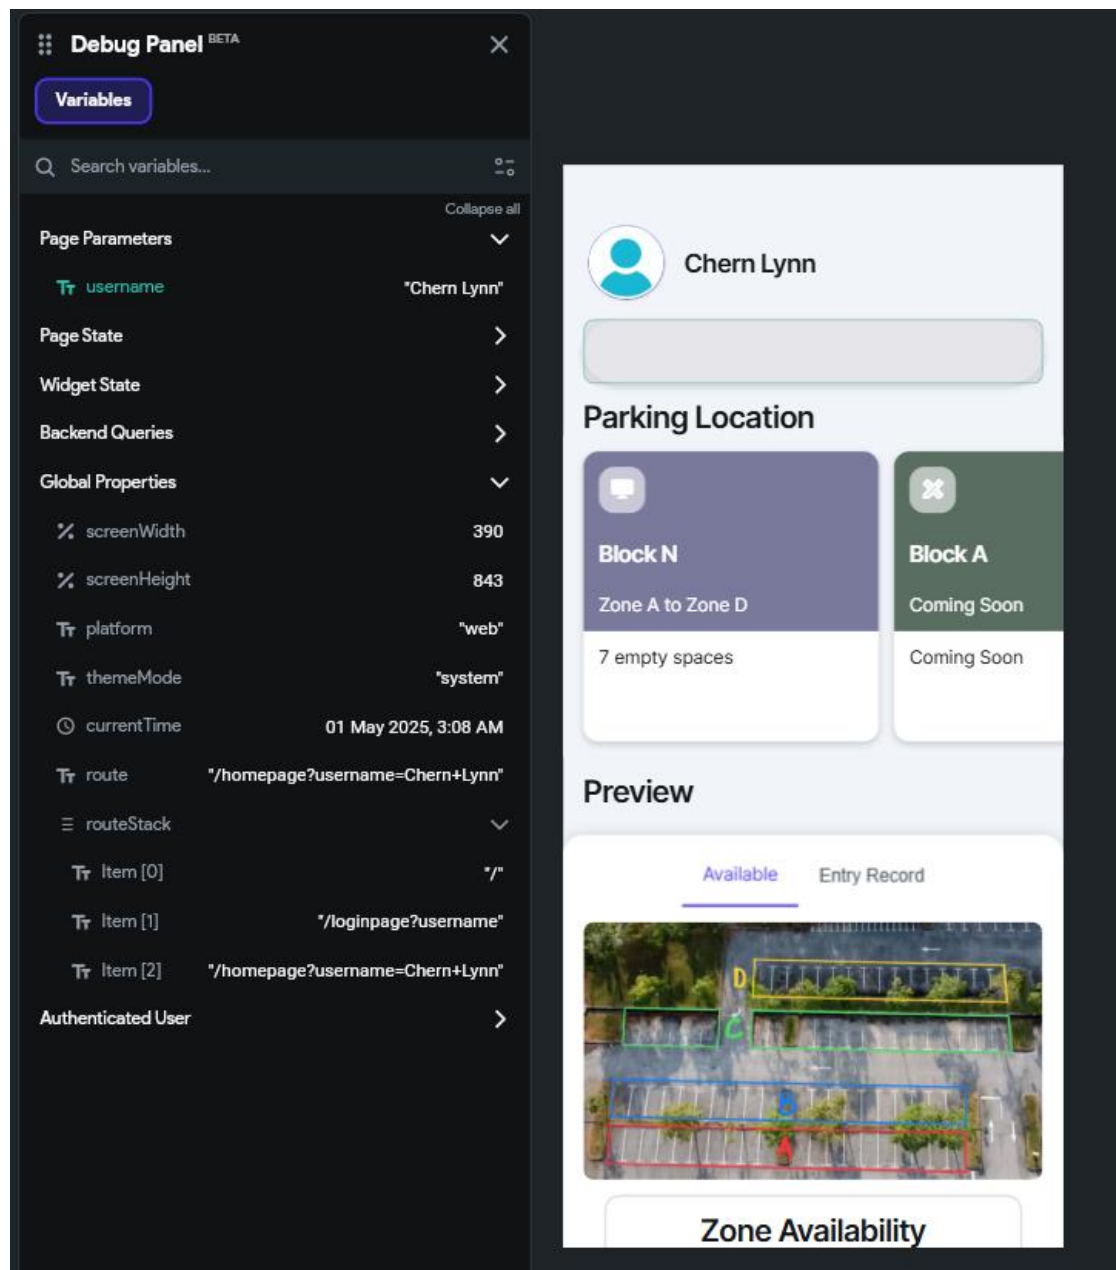 Debug Panel BETA
Variables
Search variables...
Collapse all
Page Parameters
username "Chern Lynn"
Page State
Widget State
Backend Queries
Global Properties
screenWidth 390
screenHeight 843
platform "web"
themeMode "system"
currentTime 01 May 2025, 3:08 AM
route "/homepage?username=Chern+Lynn"
routeStack
Item [0] "/"
Item [1] "/loginpage?username"
Item [2] "/homepage?username=Chern+Lynn"
Authenticated User
Chern Lynn
Parking Location
Block N
Zone A to Zone D
7 empty spaces
Block A
Coming Soon
Coming Soon
Preview
Available Entry Record
D
C
B
A
Zone Availability